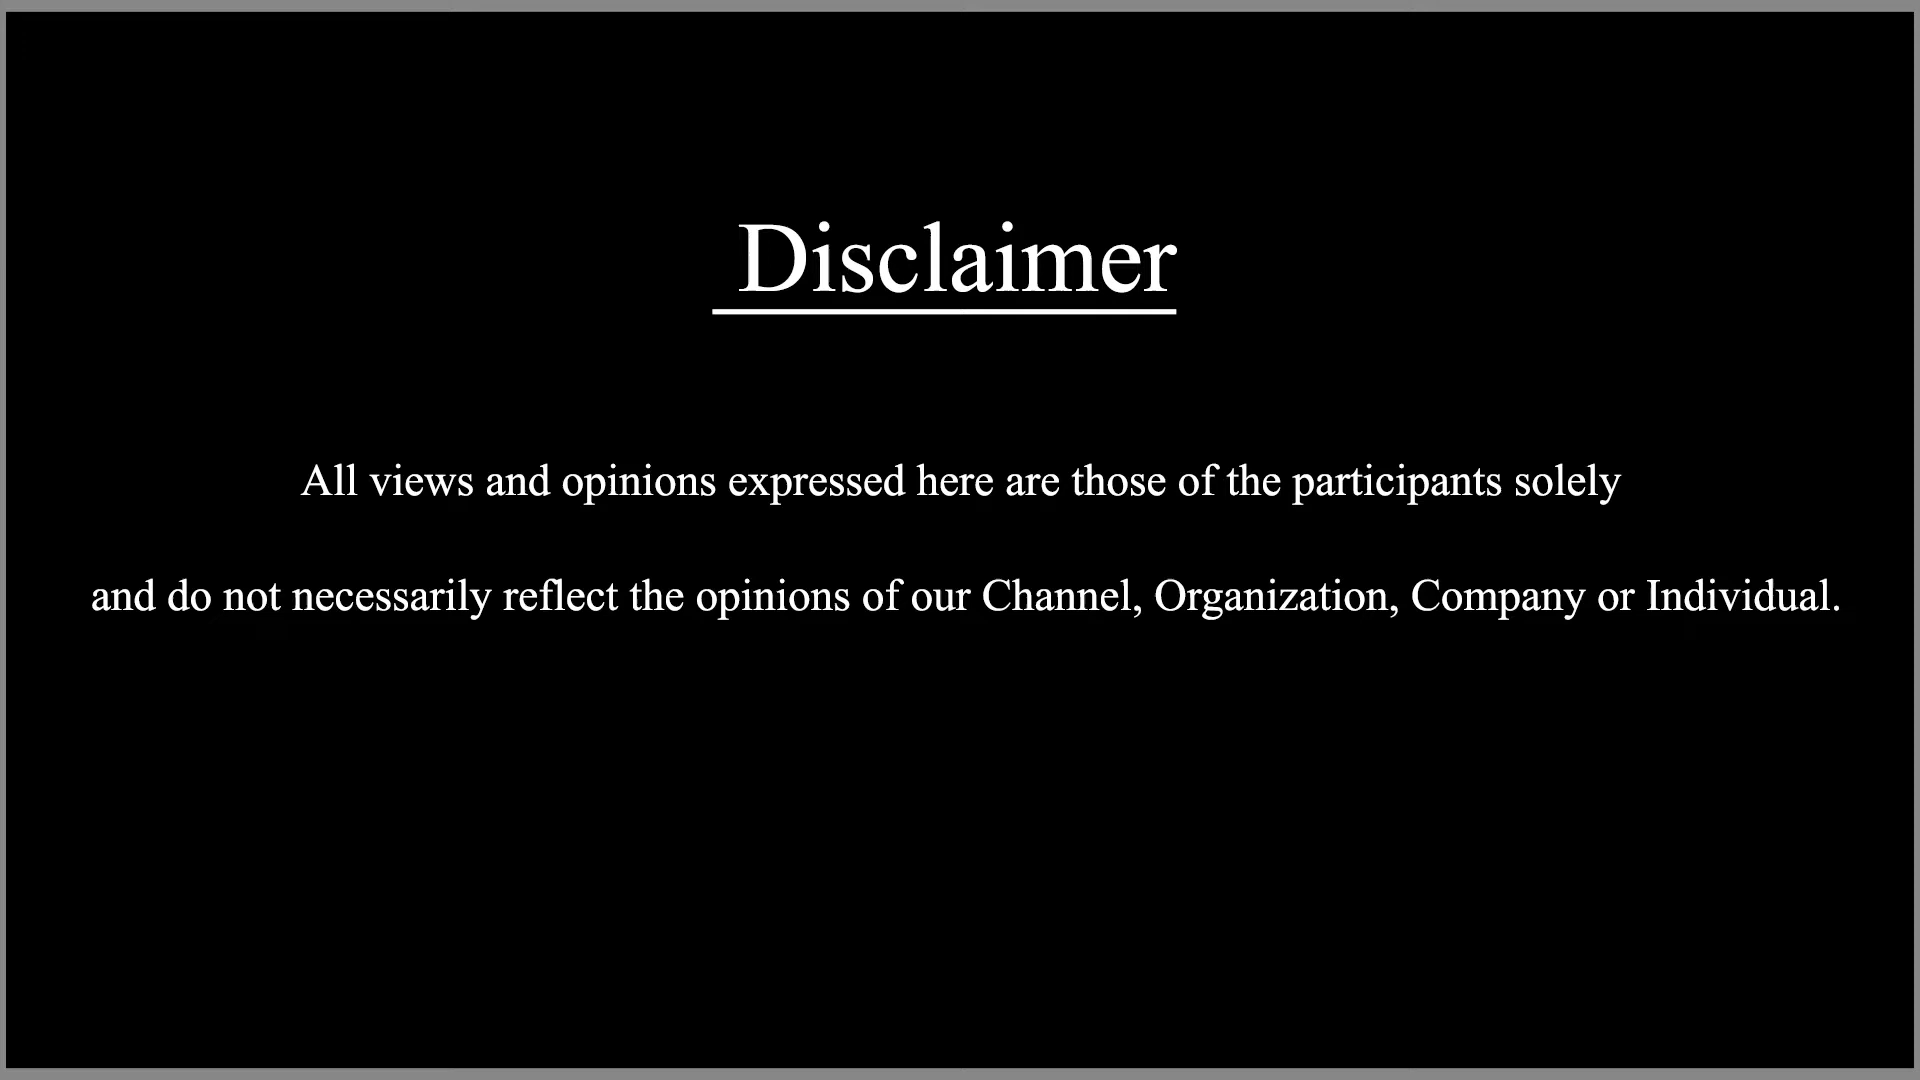 Disclaimer
All views and opinions expressed here are those of the participants solely
and do not necessarily reflect the opinions of our Channel, Organization, Company or Individual.